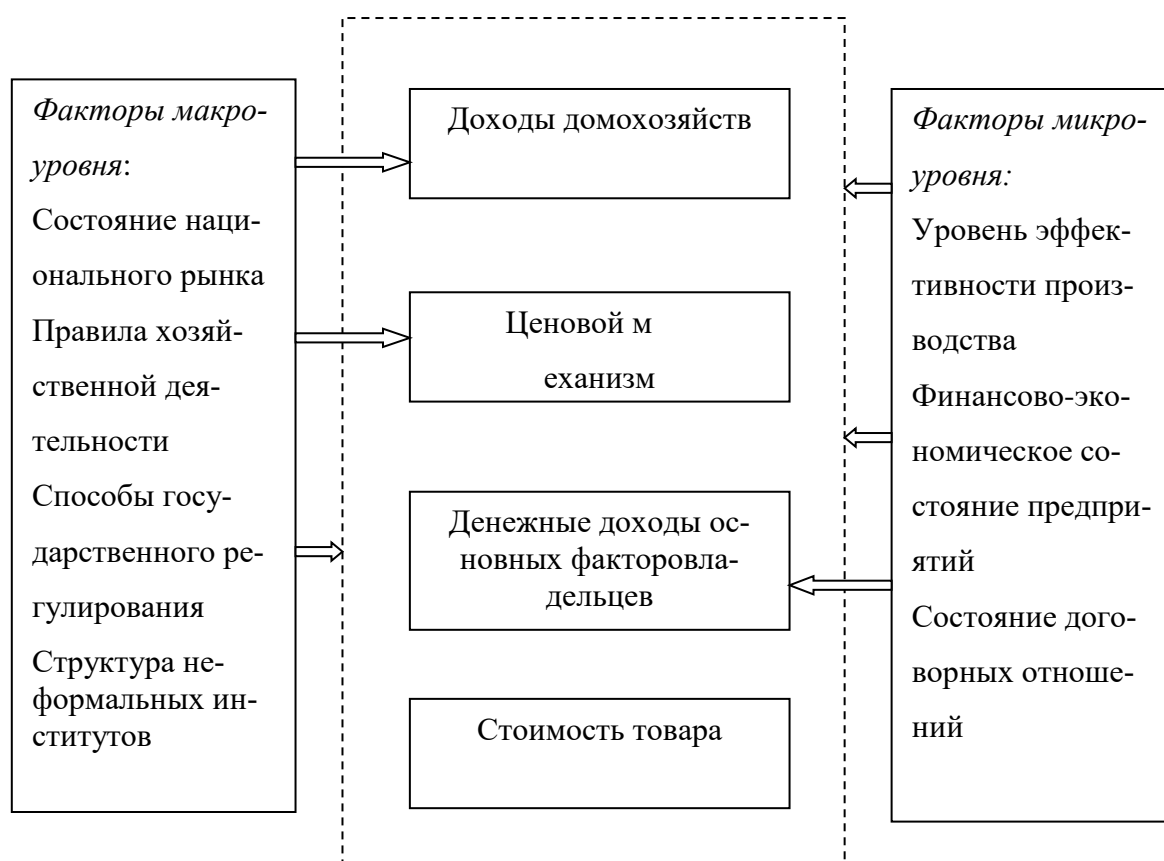 Факторы макро-
уровня:
Состояние наци-
онального рынка
Правила хозяй-
ственной дея-
тельности
Способы госу-
дарственного ре-
гулирования
Структура не-
формальных ин-
ститутов
Доходы домохозяйств
Ценовой м
еханизм
Денежные доходы ос-
новных факторовла-
дельцев
Стоимость товара
Факторы микро-
уровня:
Уровень эффек-
тивности произ-
водства
Финансово-эко-
номическое со-
стояние предпри-
ятий
Состояние дого-
ворных отноше-
ний